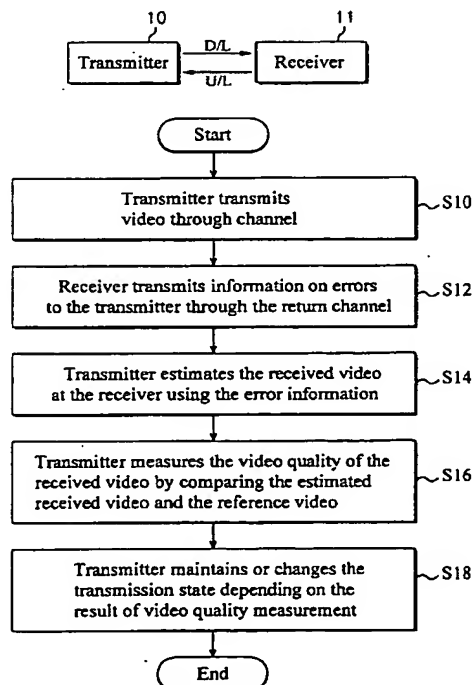 10
11
Transmitter
D/L
U/L
Receiver
Start
Transmitter transmits
video through channel
S10
Receiver transmits information on errors
to the transmitter through the return channel
S12
Transmitter estimates the received video
at the receiver using the error information
S14
Transmitter measures the video quality of the
received video by comparing the estimated
received video and the reference video
S16
Transmitter maintains or changes the
transmission state depending on the
result of video quality measurement
S18
End